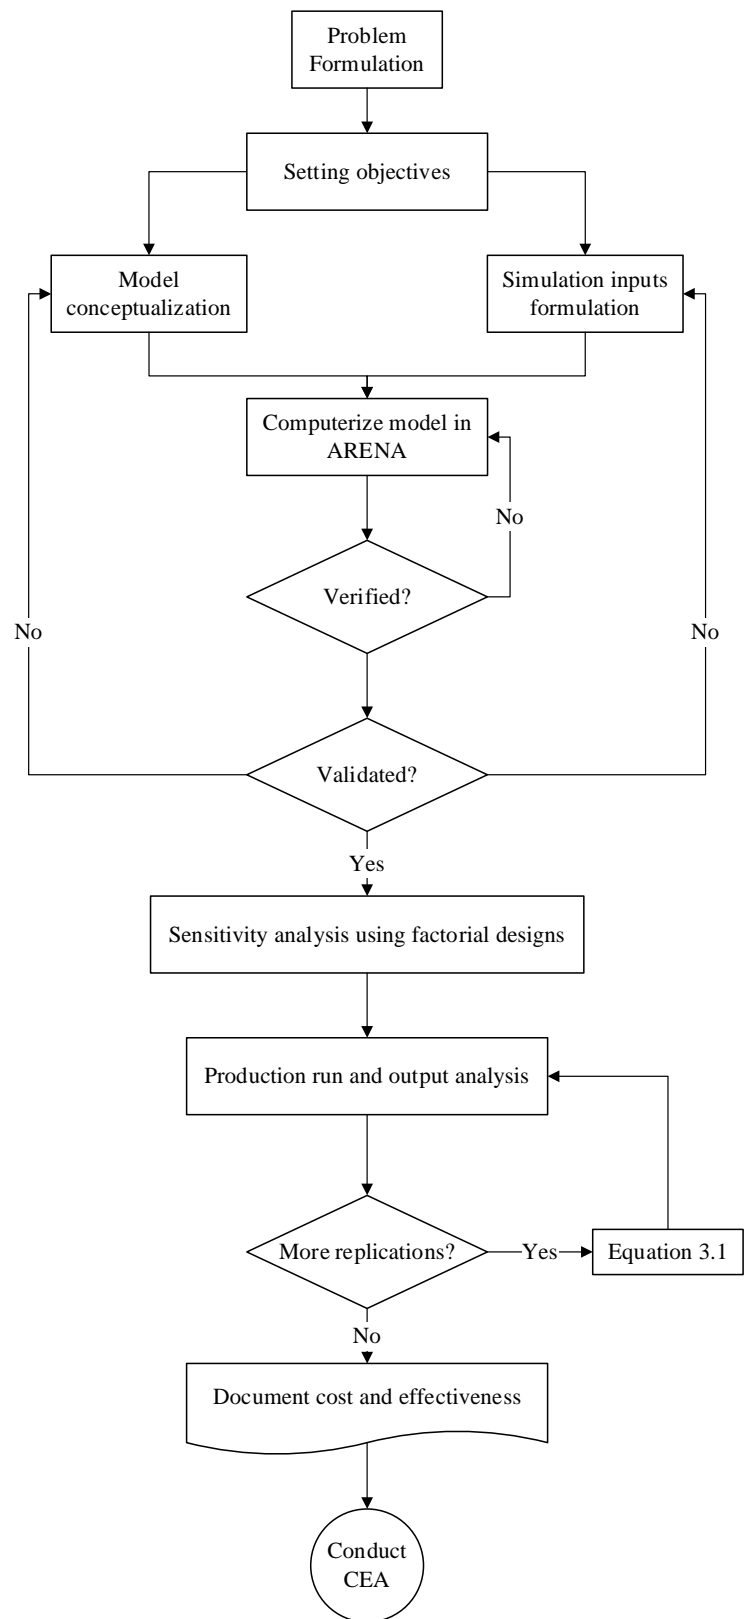 Problem
Formulation
Setting objectives
Model
conceptualization
Simulation inputs
formulation
Computerize model in
ARENA
No
Verified?
No
No
Validated?
Yes
Sensitivity analysis using factorial designs
Production run and output analysis
More replications?
Yes
Equation 3.1
No
Document cost and effectiveness
Conduct
CEA